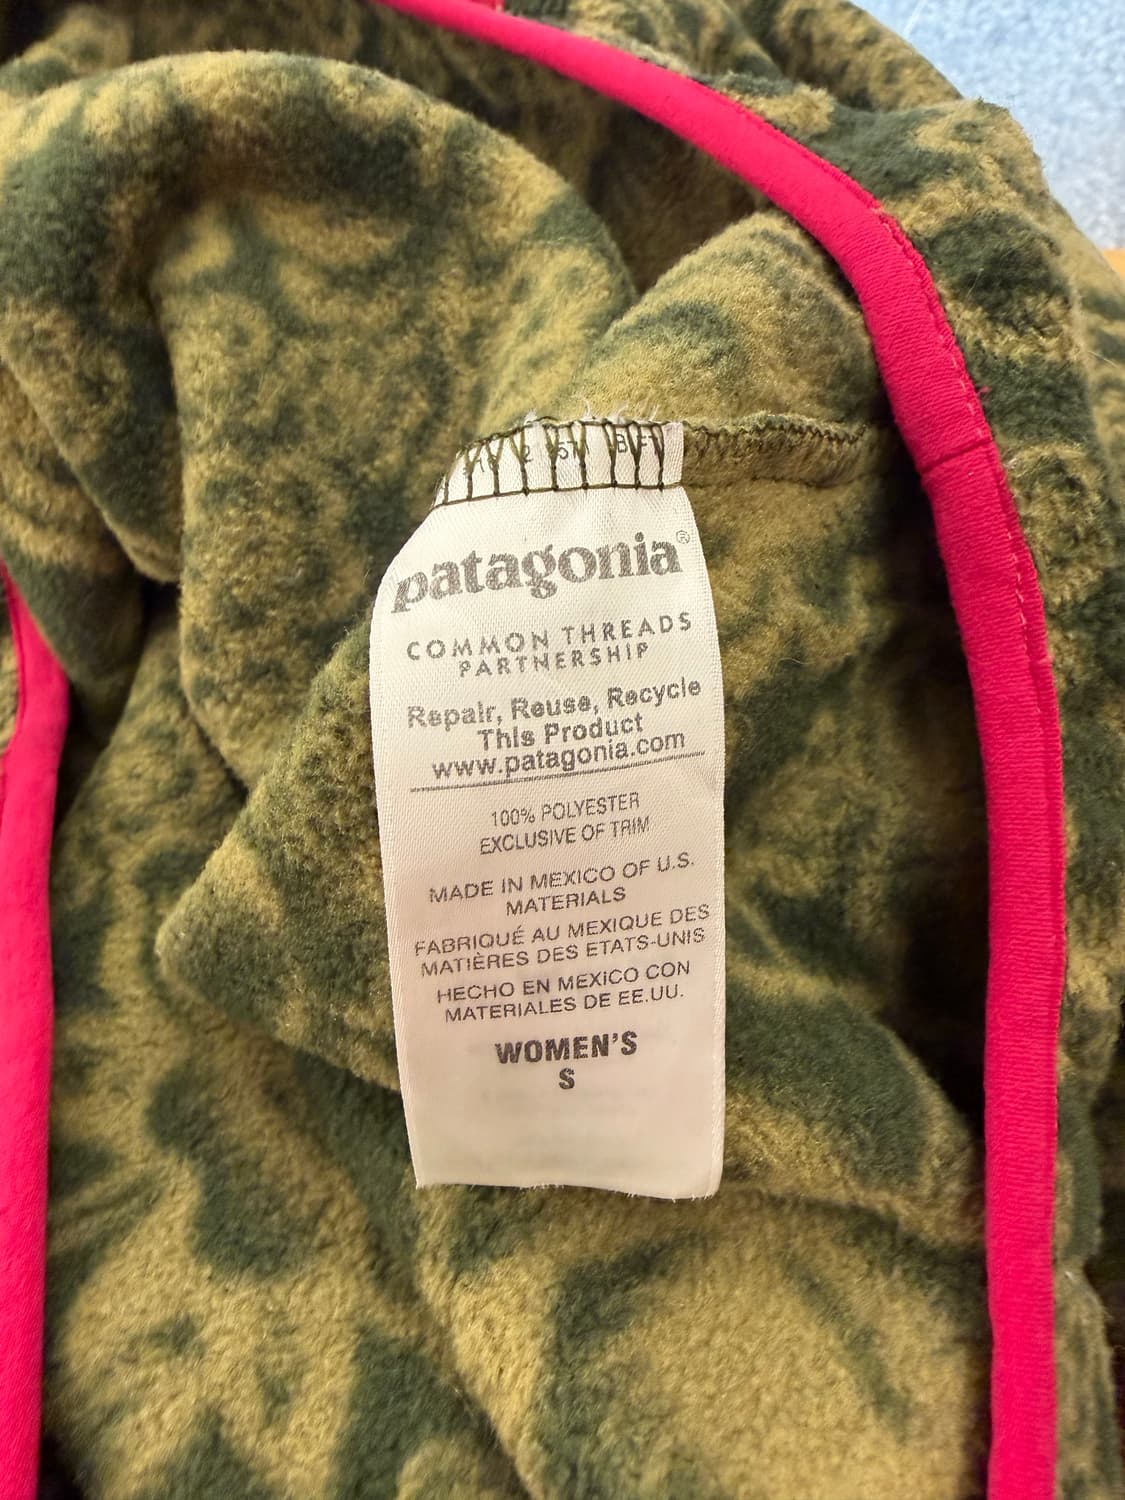 patagonia®
COMMON THREADS
PARTNERSHIP
Repair, Reuse, Recycle
This Product
www.patagonia.com
100% POLYESTER
EXCLUSIVE OF TRIM
MADE IN MEXICO OF U.S.
MATERIALS
FABRIQUÉ AU MEXIQUE DES
MATIÈRES DES ETATS-UNIS
HECHO EN MEXICO CON
MATERIALES DE EE.UU.
WOMEN'S
S